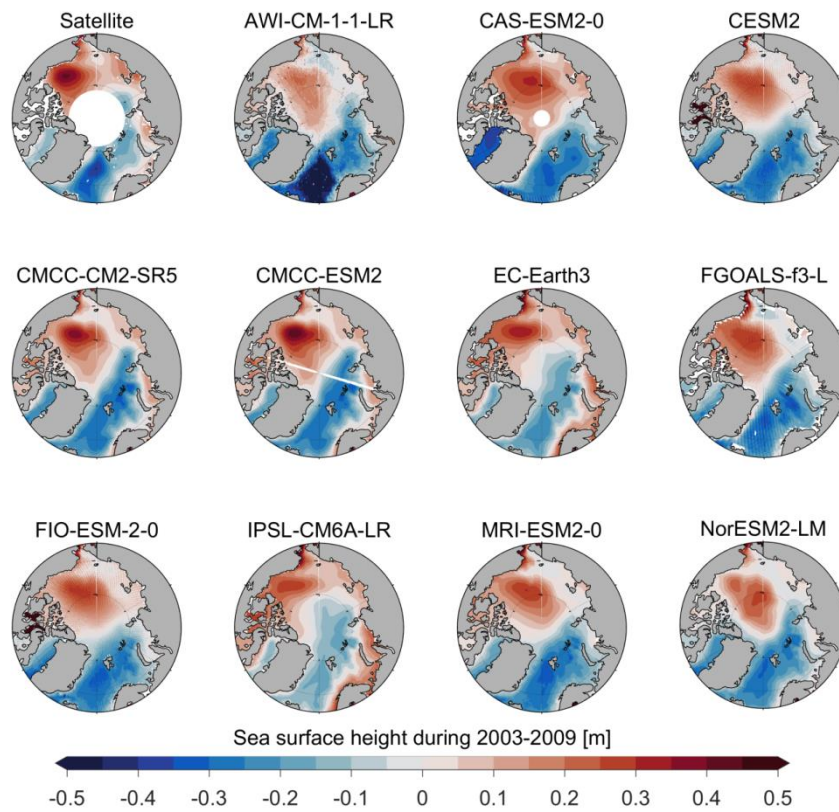 Satellite AWI-CM-1-1-LR CAS-ESM2-0 CESM2
CMCC-CM2-SR5 CMCC-ESM2 EC-Earth3 FGOALS-f3-L
FIO-ESM-2-0 IPSL-CM6A-LR MRI-ESM2-0 NorESM2-LM
Sea surface height during 2003-2009 [m]
-0.5 -0.4 -0.3 -0.2 -0.1 0 0.1 0.2 0.3 0.4 0.5